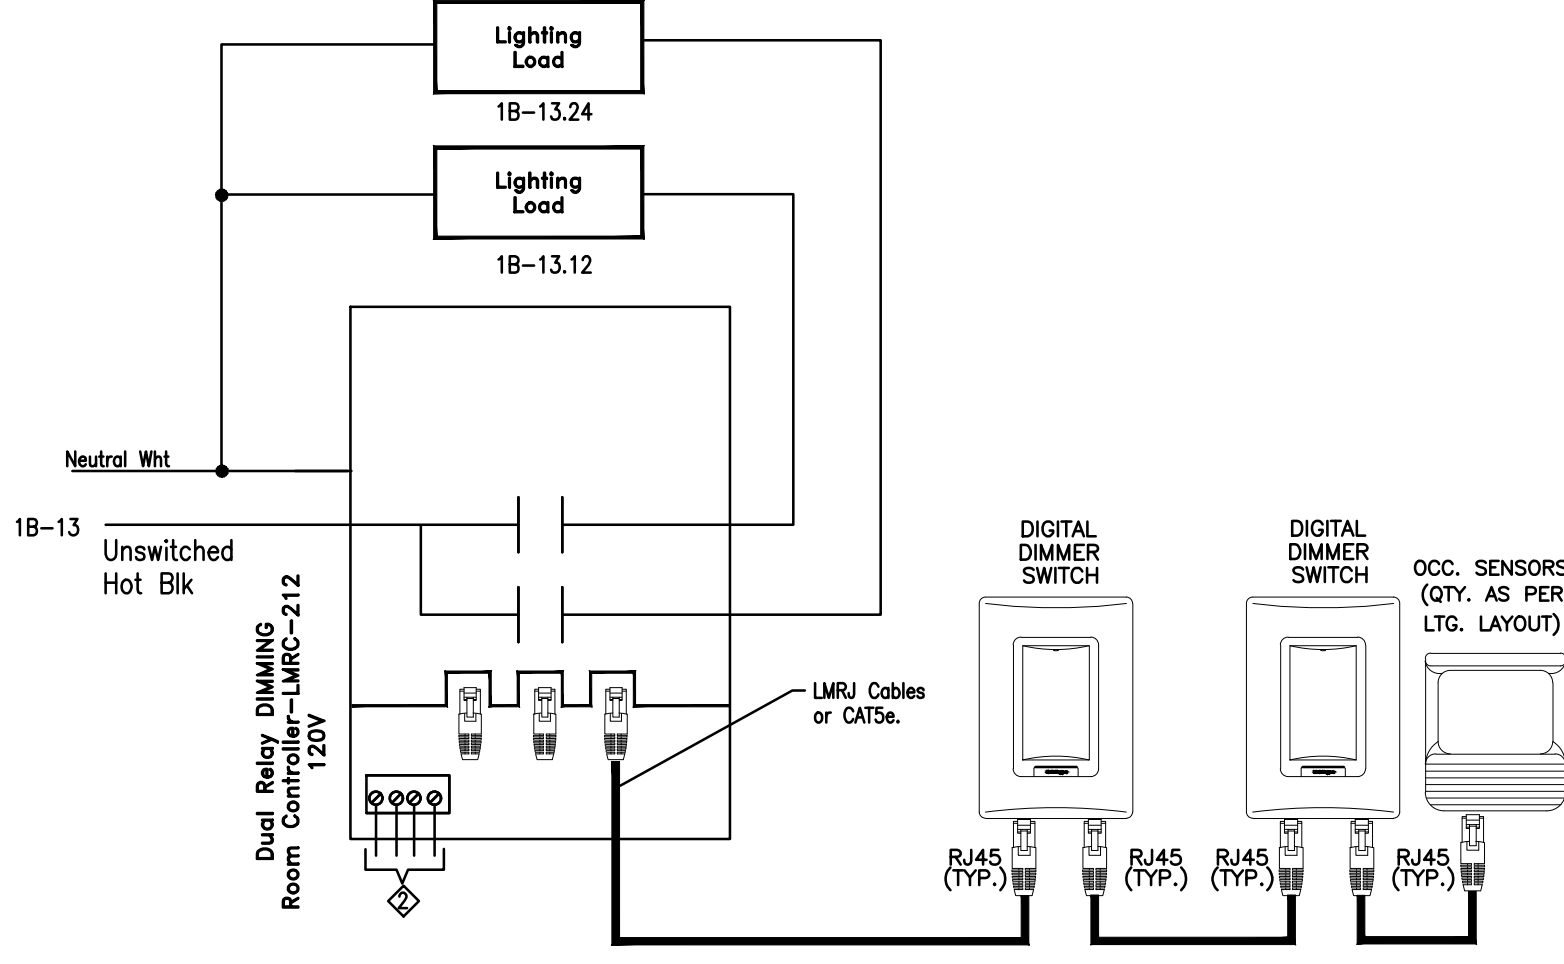 Lighting
Load
1B-13.24
Lighting
Load
1B-13.12
Neutral Wht
1B-13
Unswitched
Hot Blk
Dual Relay DIMMING
Room Controller-LMRC-212
120V
2
LMRJ Cables
or CAT5e.
DIGITAL
DIMMER
SWITCH
DIGITAL
DIMMER
SWITCH
OCC. SENSORS
(QTY. AS PER
LTG. LAYOUT)
RJ45
(TYP.)
RJ45
(TYP.)
RJ45
(TYP.)
RJ45
(TYP.)